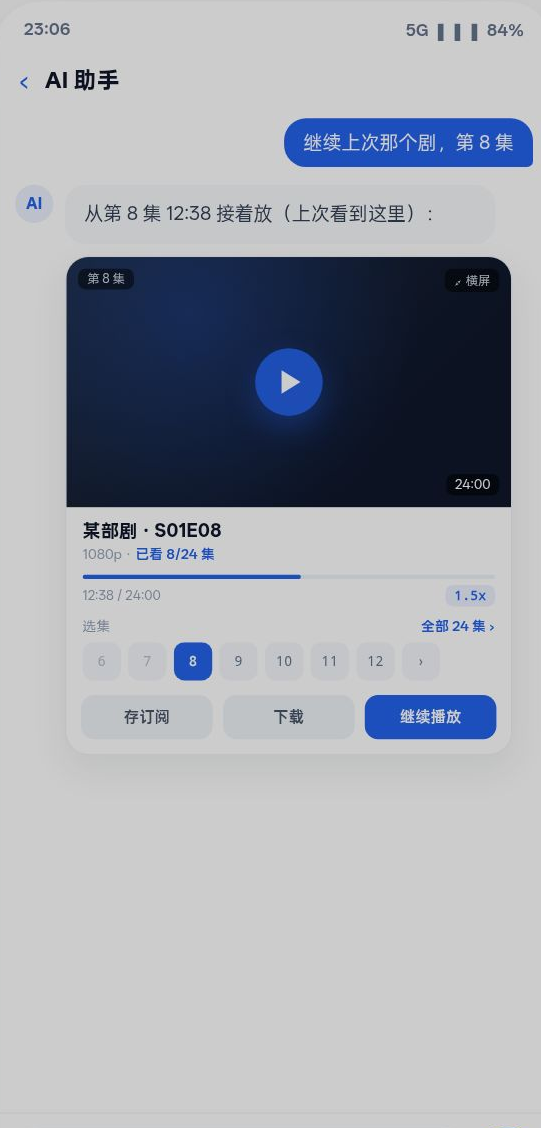 23:06 5G 84%
‹ AI 助手
继续上次那个剧，第 8 集
AI
从第 8 集 12:38 接着放（上次看到这里）：
第 8 集 横屏
24:00
某部剧 · S01E08
1080p · 已看 8/24 集
12:38 / 24:00 1.5x
选集 全部 24 集 ›
6 7 8 9 10 11 12 ›
存订阅 下载 继续播放